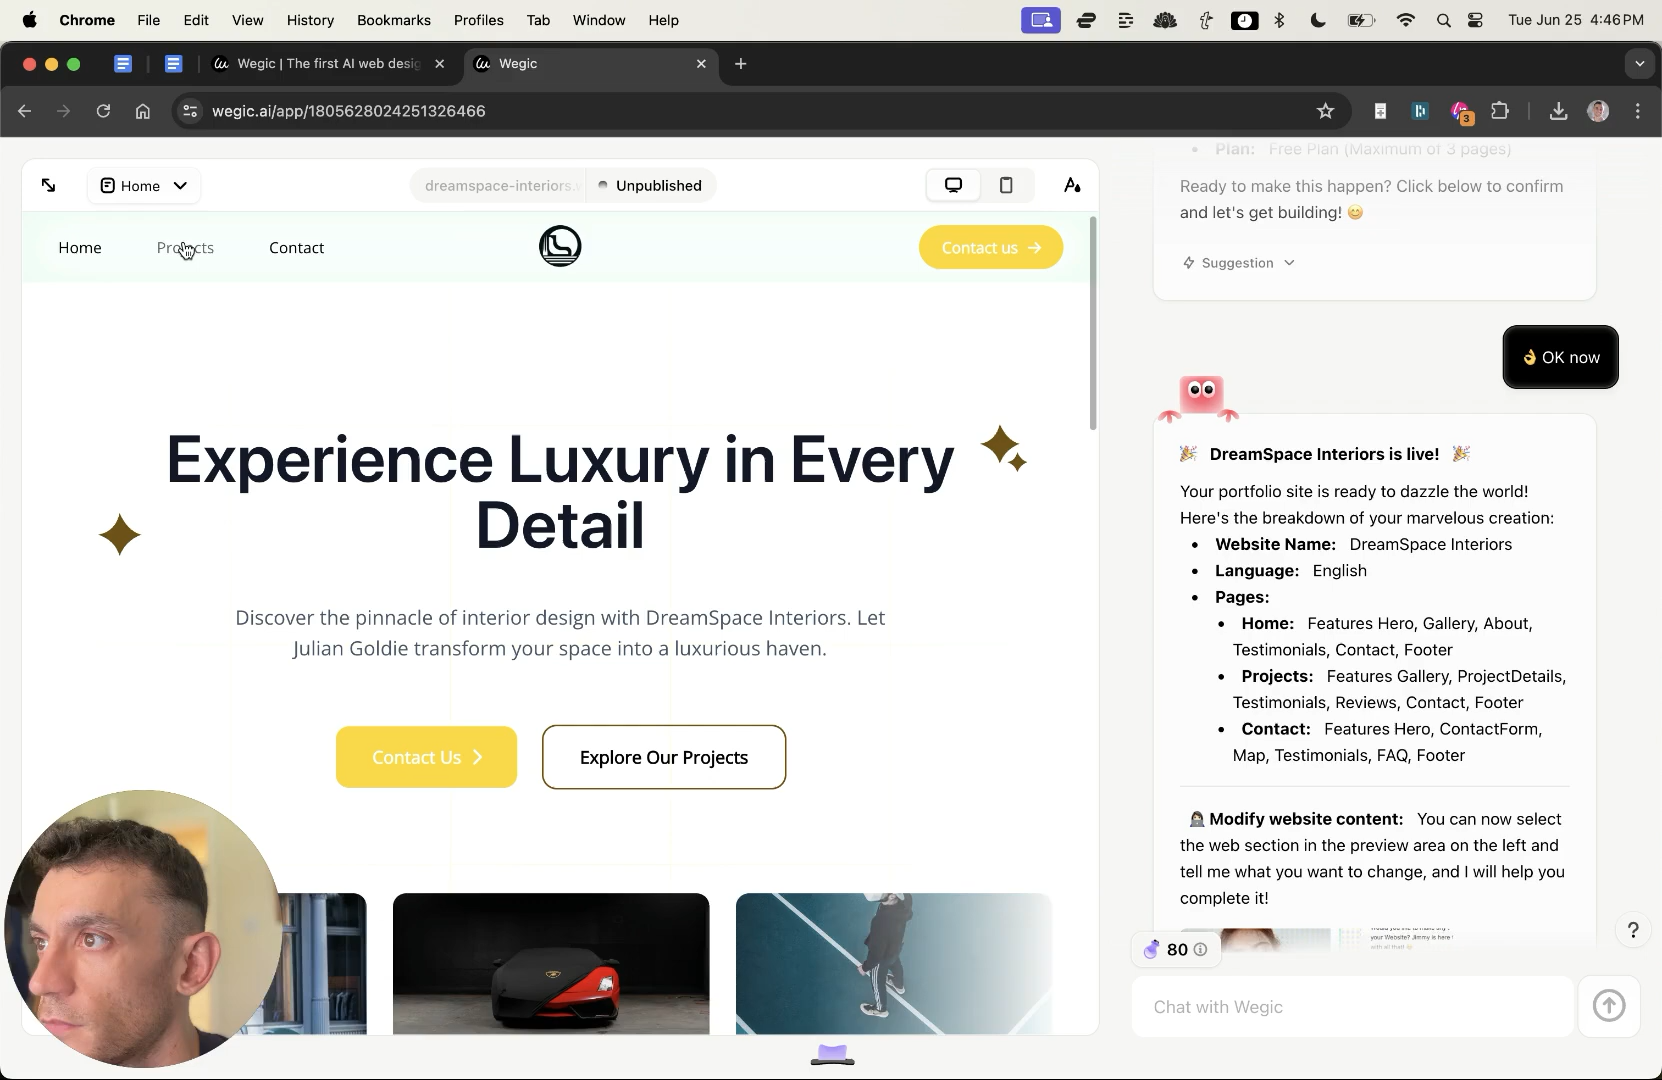 Chrome File Edit View History Bookmarks Profiles Tab Window Help Tue Jun 25 4:46 PM
Wegic | The first AI web desig
Wegic
wegic.ai/app/1805628024251326466
3
Home
dreamspace-interiors.
Unpublished
Home Projects Contact
Contact us →
Experience Luxury in Every
Detail
Discover the pinnacle of interior design with DreamSpace Interiors. Let
Julian Goldie transform your space into a luxurious haven.
Contact Us
Explore Our Projects
• Plan: Free Plan (Maximum of 3 pages)
Ready to make this happen? Click below to confirm
and let's get building! 😊
Suggestion
👌 OK now
🎉 DreamSpace Interiors is live! 🎉
Your portfolio site is ready to dazzle the world!
Here's the breakdown of your marvelous creation:
• Website Name: DreamSpace Interiors
• Language: English
• Pages:
• Home: Features Hero, Gallery, About,
Testimonials, Contact, Footer
• Projects: Features Gallery, ProjectDetails,
Testimonials, Reviews, Contact, Footer
• Contact: Features Hero, ContactForm,
Map, Testimonials, FAQ, Footer
Modify website content: You can now select
the web section in the preview area on the left and
tell me what you want to change, and I will help you
complete it!
your Website? Jimmy is here
with all that!
80
Chat with Wegic
?